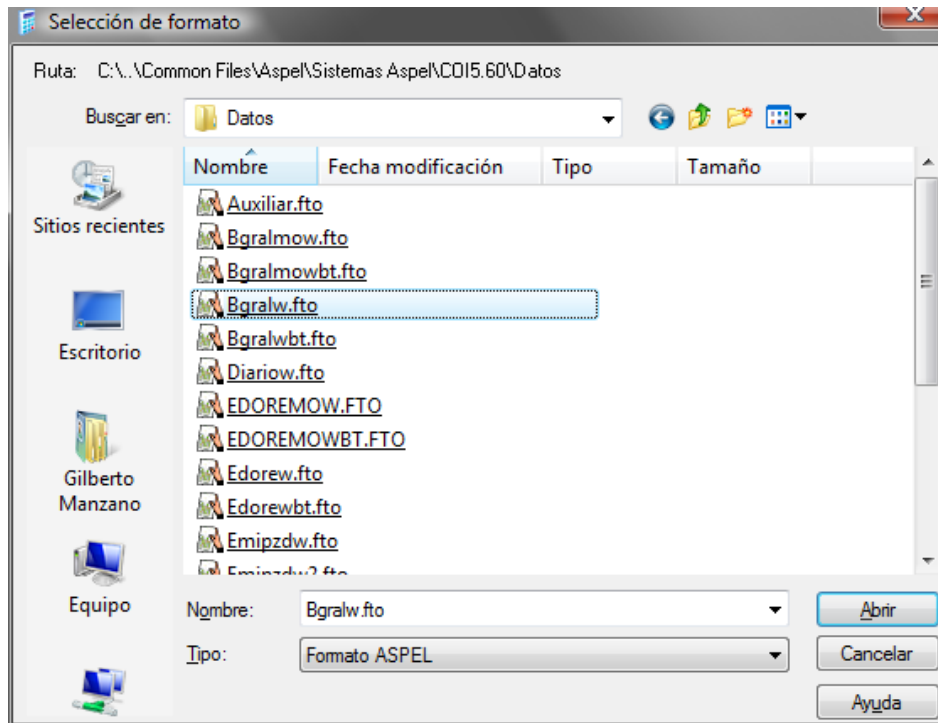 Selección de formato
Ruta: C:\..\Common Files\Aspel\Sistemas Aspel\COI5.60\Datos
Buscar en: Datos
Nombre Fecha modificación Tipo Tamaño
Auxiliar.fto
Bgralmow.fto
Bgralmowbt.fto
Bgralw.fto
Bgralwbt.fto
Diariow.fto
EDOREMOW.FTO
EDOREMOWBT.FTO
Edorew.fto
Edorewbt.fto
Emipzdw.fto
Emipzdw2.fto
Sitios recientes
Escritorio
Gilberto
Manzano
Equipo
Nombre: Bgralw.fto Abrir
Tipo: Formato ASPEL Cancelar
Ayuda